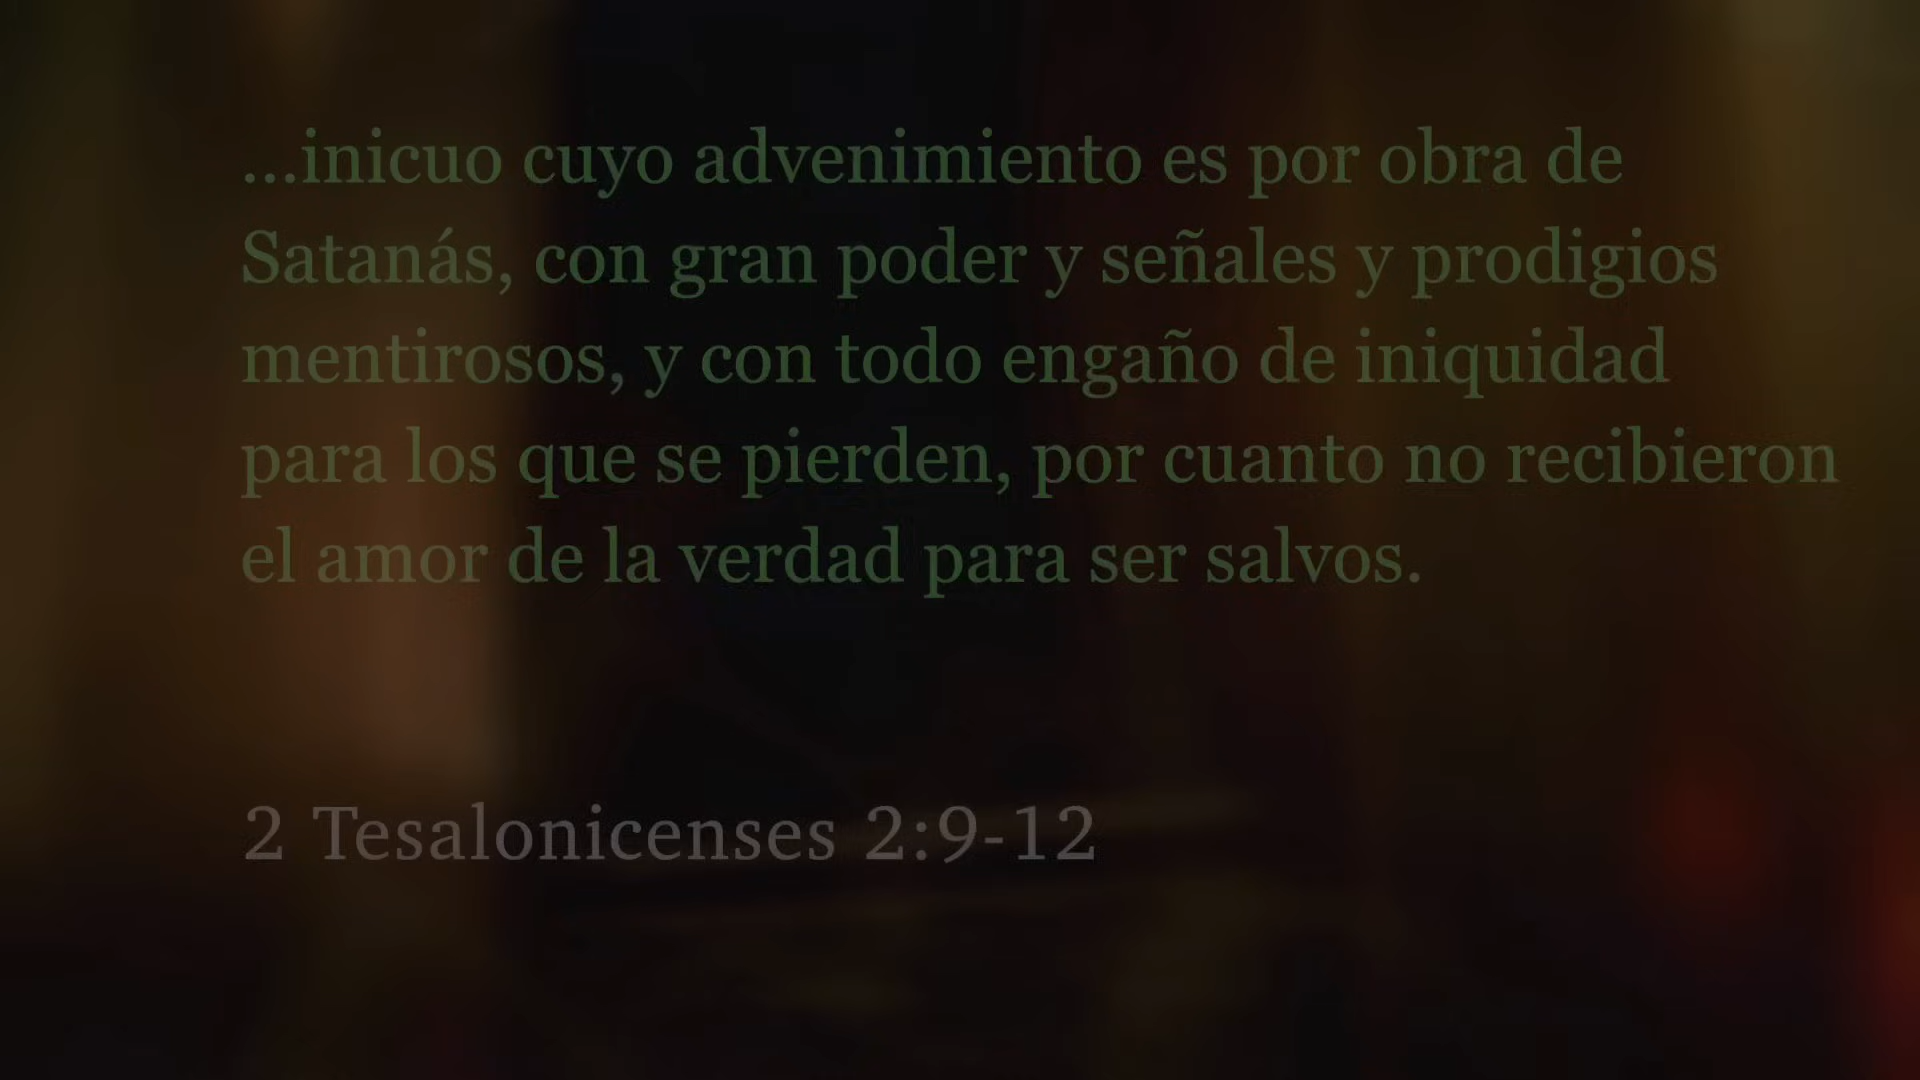 ...inicuo cuyo advenimiento es por obra de
Satanás, con gran poder y señales y prodigios
mentirosos, y con todo engaño de iniquidad
para los que se pierden, por cuanto no recibieron
el amor de la verdad para ser salvos.
2 Tesalonicenses 2:9-12